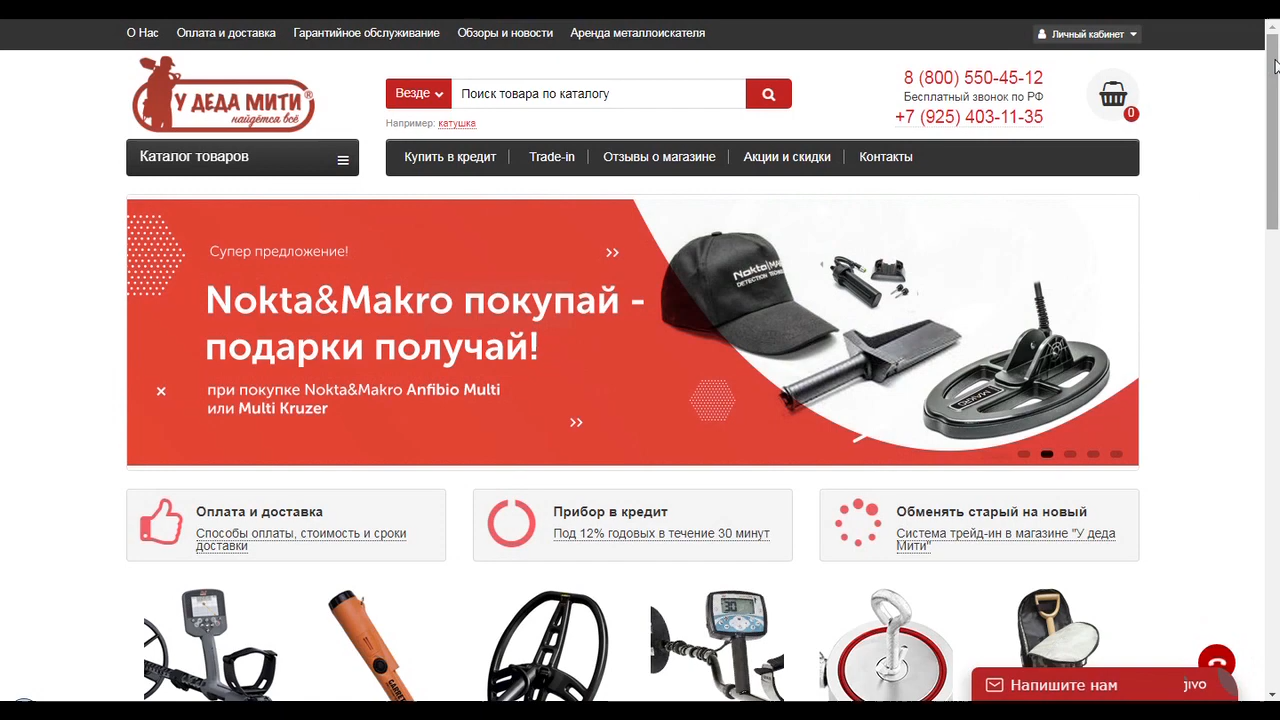 О Нас Оплата и доставка Гарантийное обслуживание Обзоры и новости Аренда металлоискателя Личный кабинет
У ДЕДА МИТИ®
найдётся всё
Везде Поиск товара по каталогу
Например: катушка
8 (800) 550-45-12
Бесплатный звонок по РФ
+7 (925) 403-11-35
0
Каталог товаров
Купить в кредит Trade-in Отзывы о магазине Акции и скидки Контакты
Супер предложение!
Nokta&Makro покупай -
подарки получай!
при покупке Nokta&Makro Anfibio Multi
или Multi Kruzer
MAKRO
Оплата и доставка
Способы оплаты, стоимость и сроки
доставки
Прибор в кредит
Под 12% годовых в течение 30 минут
Обменять старый на новый
Система трейд-ин в магазине "У деда
Мити"
Напишите нам jivo